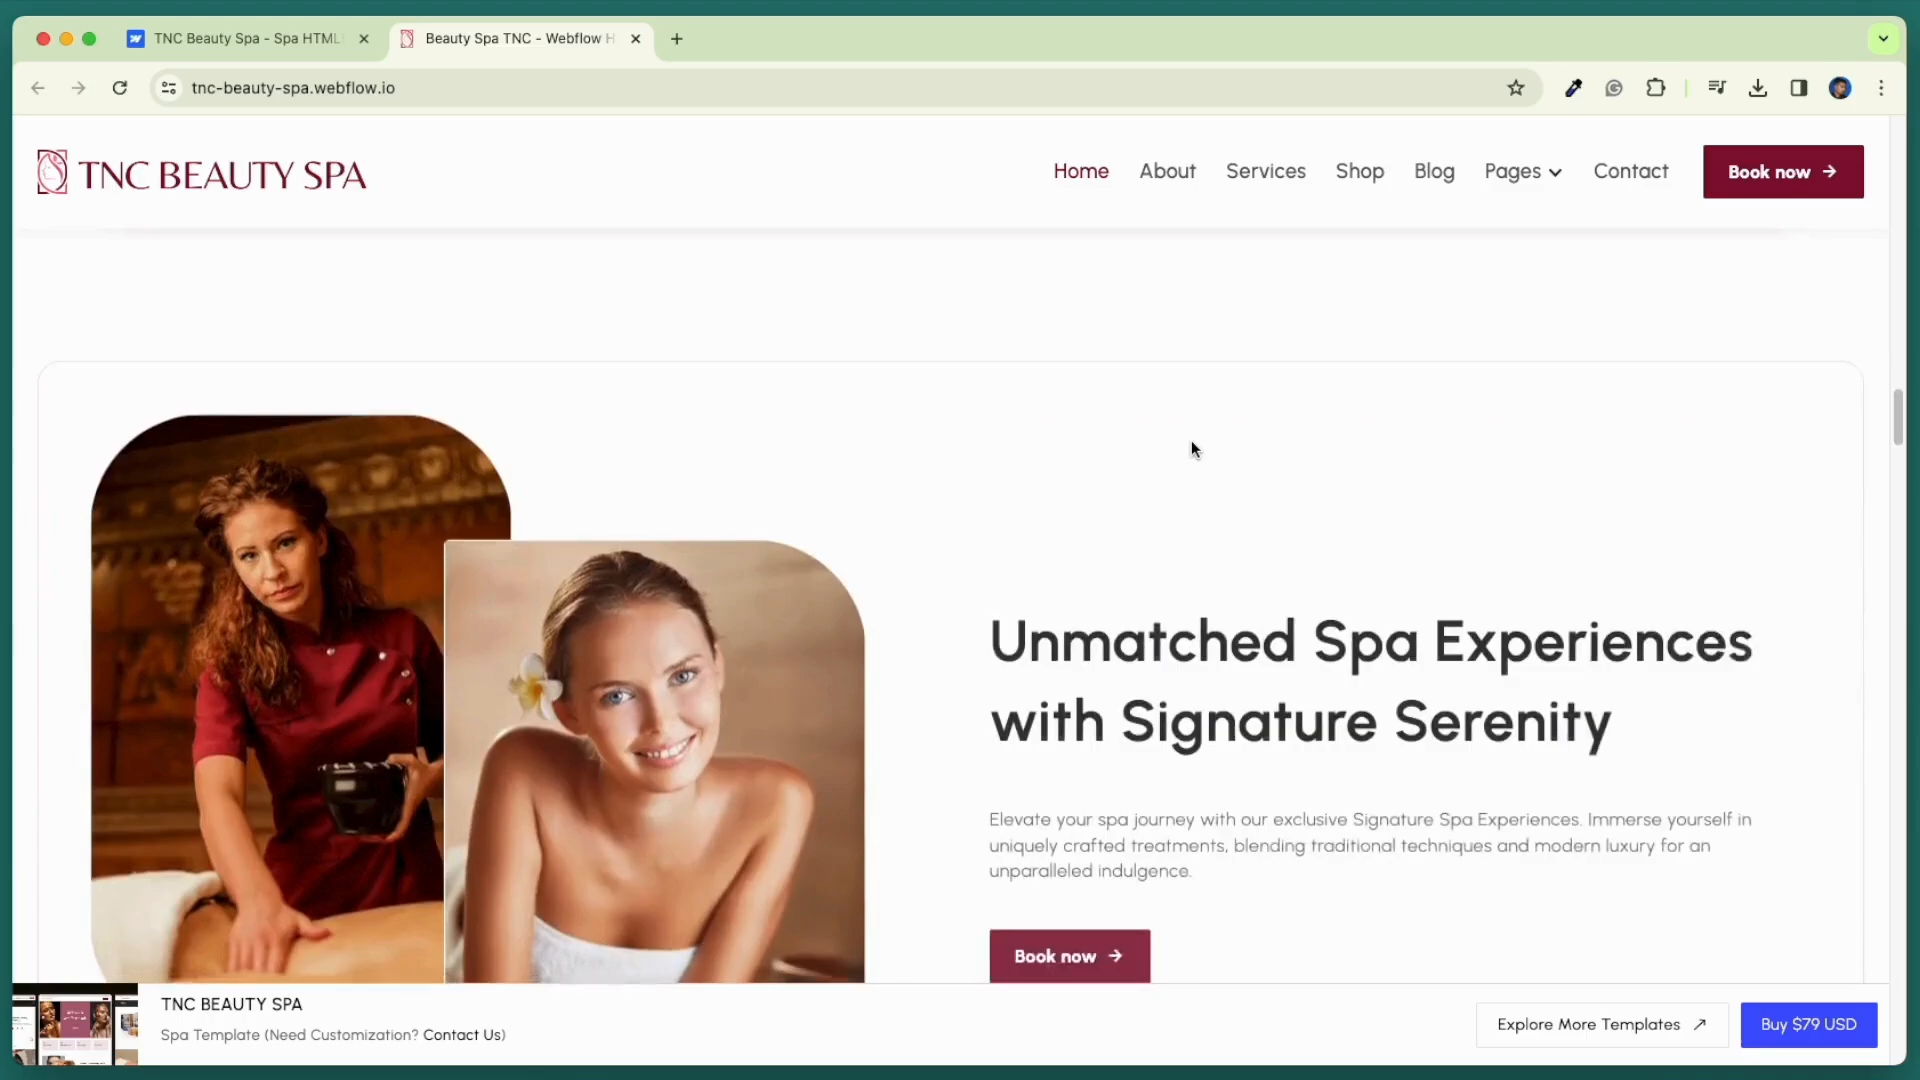 TNC Beauty Spa - Spa HTML
Beauty Spa TNC - Webflow H
tnc-beauty-spa.webflow.io
TNC BEAUTY SPA
Home
About
Services
Shop
Blog
Pages
Contact
Book now
Unmatched Spa Experiences
with Signature Serenity
Elevate your spa journey with our exclusive Signature Spa Experiences. Immerse yourself in
uniquely crafted treatments, blending traditional techniques and modern luxury for an
unparalleled indulgence.
Book now
TNC BEAUTY SPA
Spa Template (Need Customization? Contact Us)
Explore More Templates
Buy $79 USD